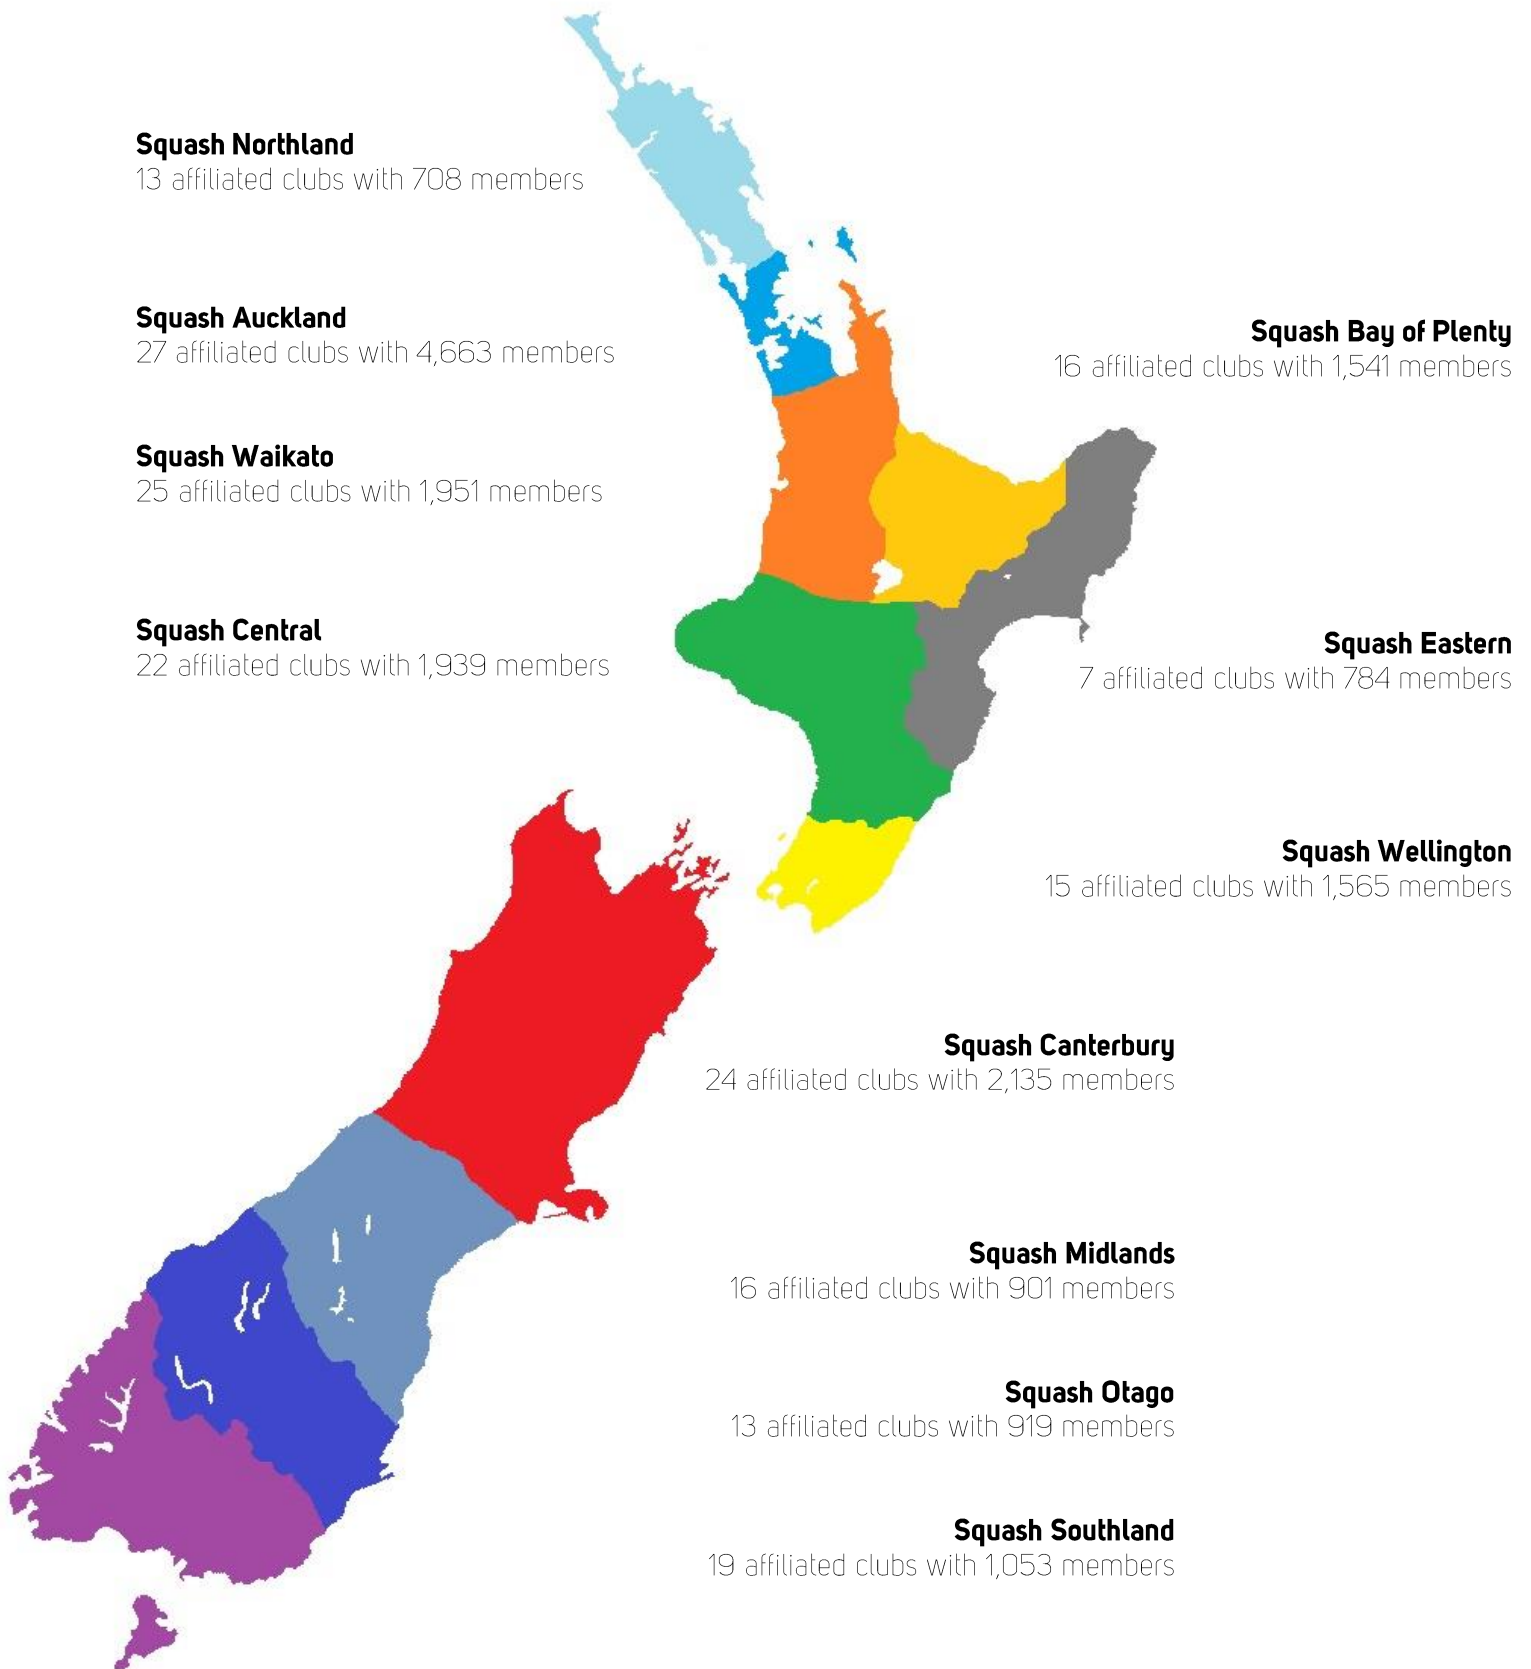 Squash Northland
13 affiliated clubs with 708 members
Squash Auckland
27 affiliated clubs with 4,663 members
Squash Bay of Plenty
16 affiliated clubs with 1,541 members
Squash Waikato
25 affiliated clubs with 1,951 members
Squash Central
22 affiliated clubs with 1,939 members
Squash Eastern
7 affiliated clubs with 784 members
Squash Wellington
15 affiliated clubs with 1,565 members
Squash Canterbury
24 affiliated clubs with 2,135 members
Squash Midlands
16 affiliated clubs with 901 members
Squash Otago
13 affiliated clubs with 919 members
Squash Southland
19 affiliated clubs with 1,053 members